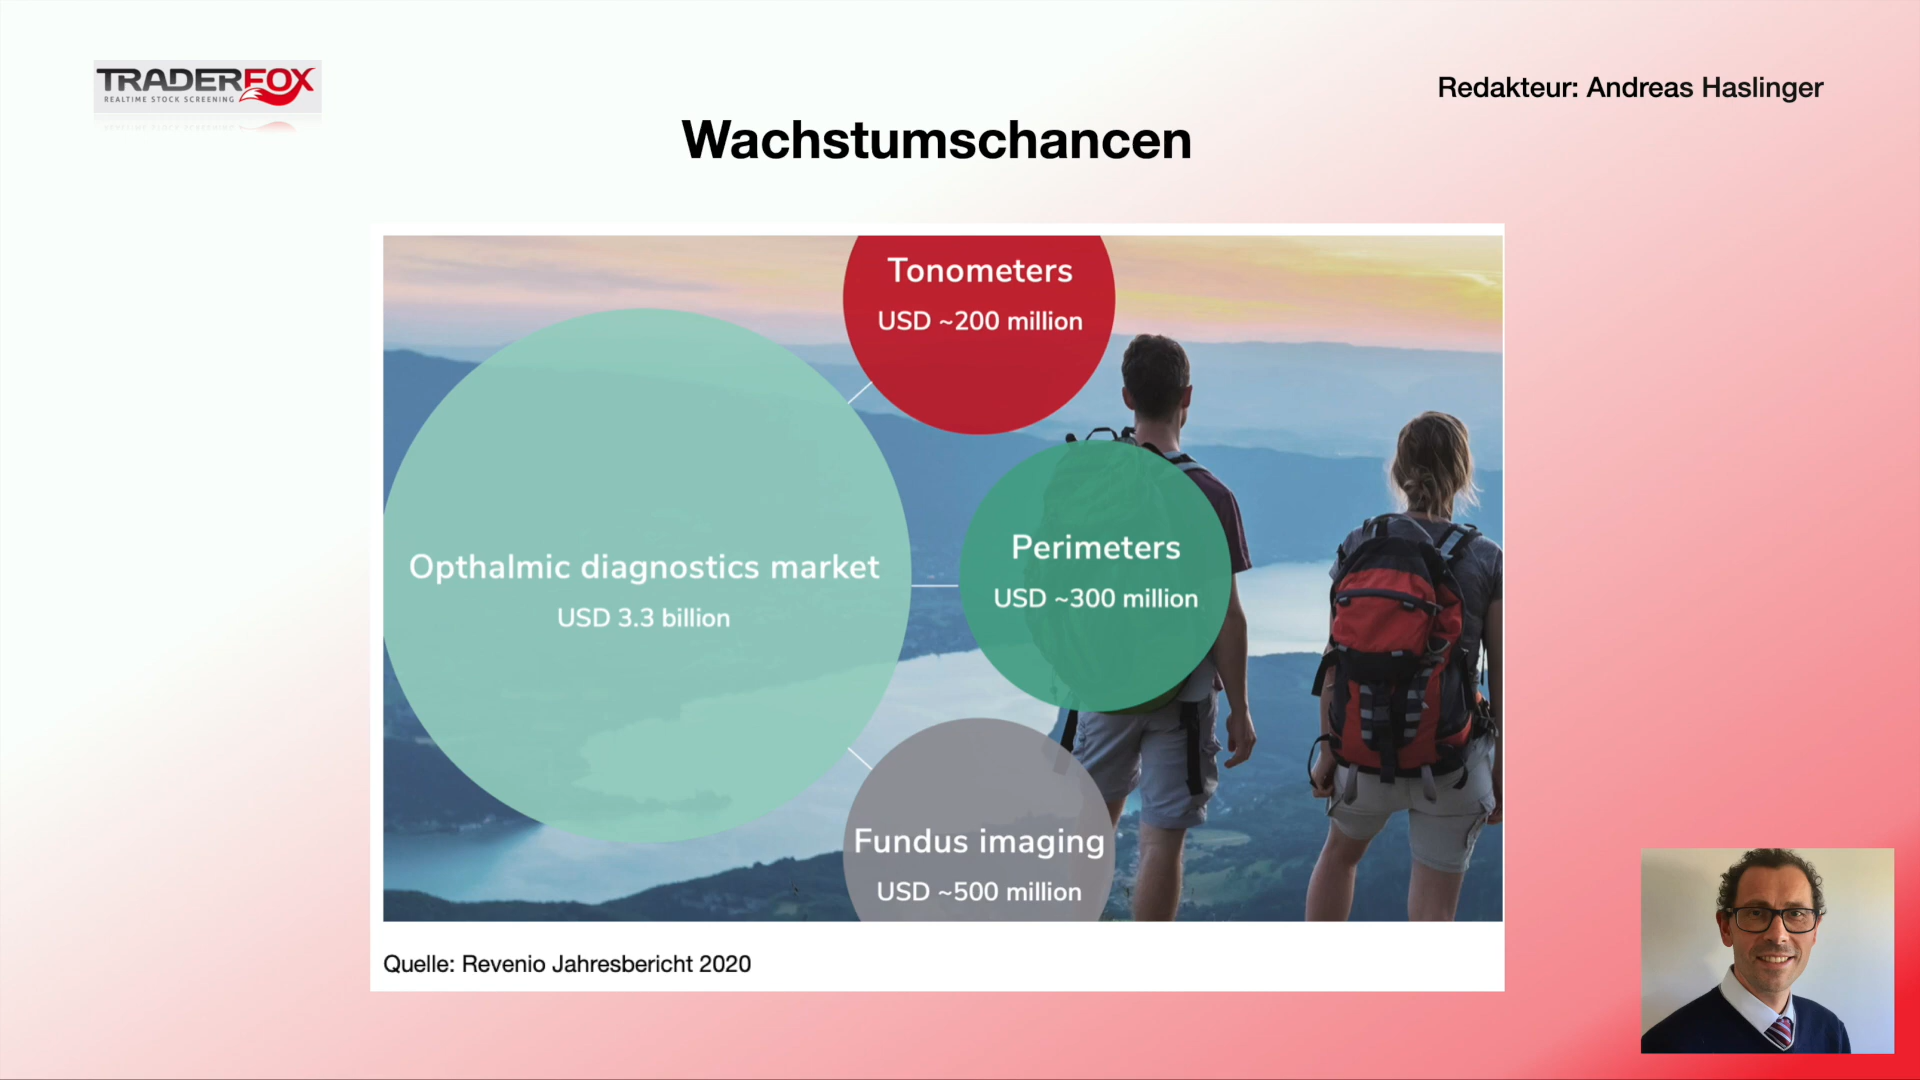 TRADERFOX
REALTIME STOCK SCREENING
Redakteur: Andreas Haslinger
Wachstumschancen
Tonometers
USD ~200 million
Opthalmic diagnostics market
USD 3.3 billion
Perimeters
USD ~300 million
Fundus imaging
USD ~500 million
Quelle: Revenio Jahresbericht 2020